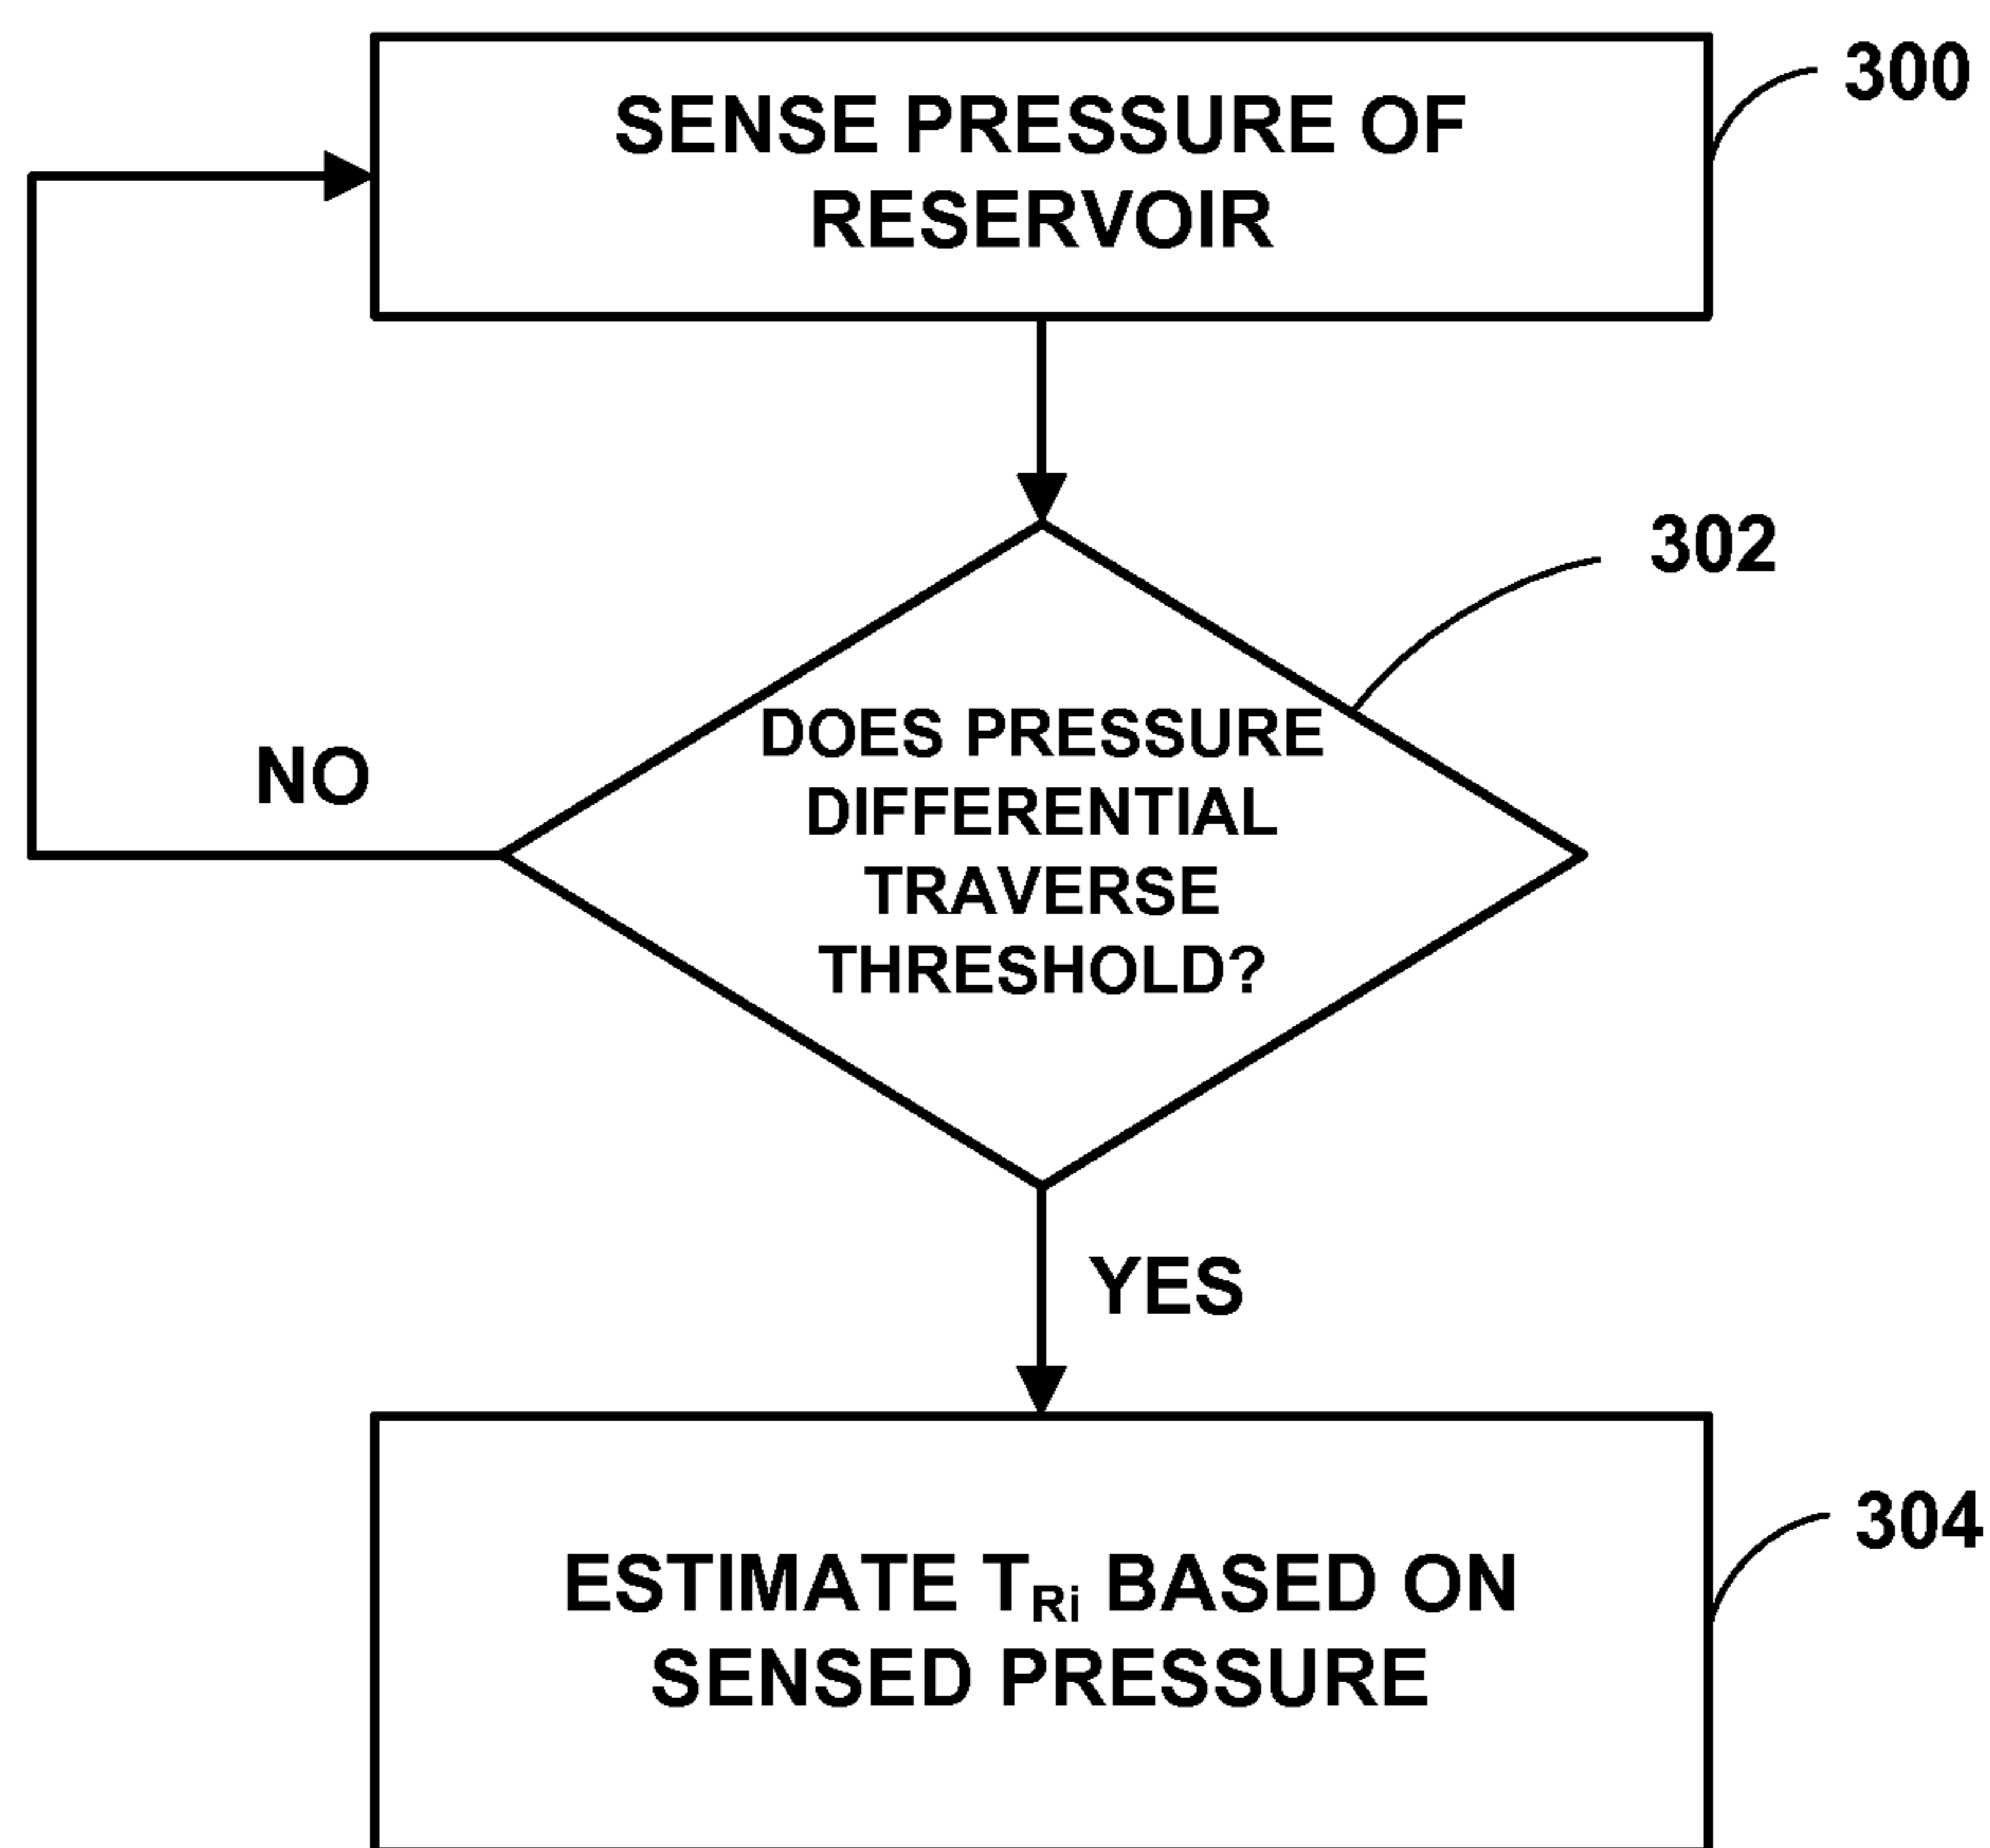 SENSE PRESSURE OF
RESERVOIR
300
302
DOES PRESSURE
DIFFERENTIAL
TRAVERSE
THRESHOLD?
NO
YES
ESTIMATE TRi BASED ON
SENSED PRESSURE
304